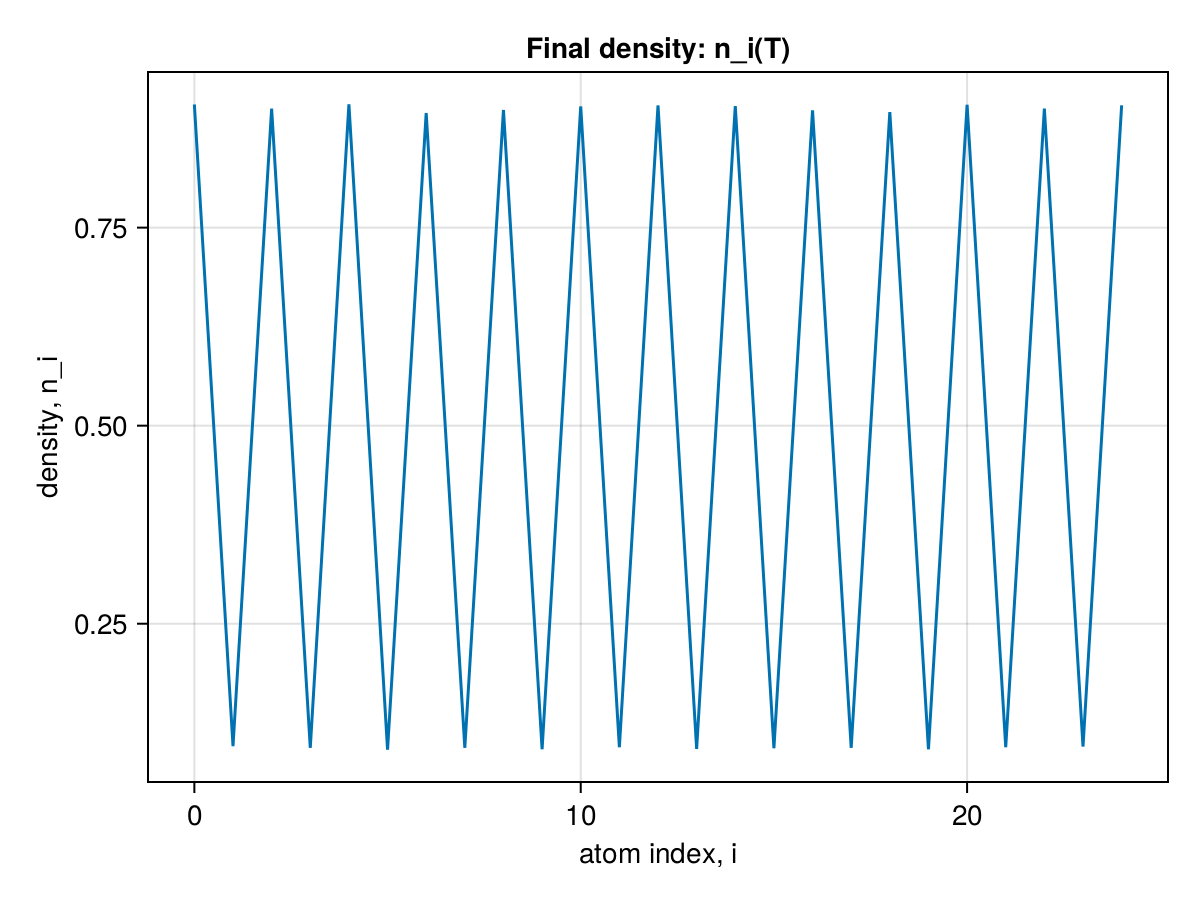 Final density: n_i(T)
density, n_i
0.75
0.50
0.25
0 10 20
atom index, i